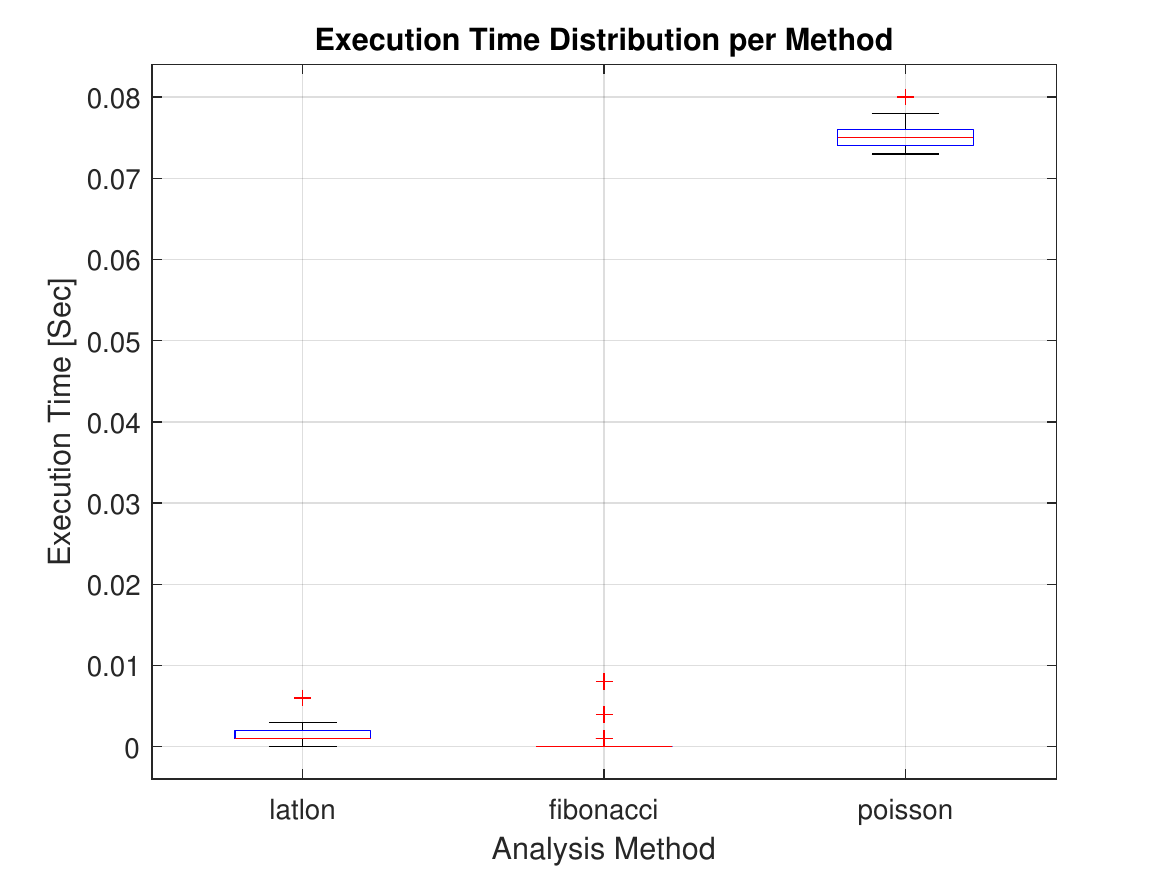 Execution Time Distribution per Method
0.08
0.07
0.06
0.05
0.04
0.03
0.02
0.01
0
Execution Time [Sec]
latlon fibonacci poisson
Analysis Method